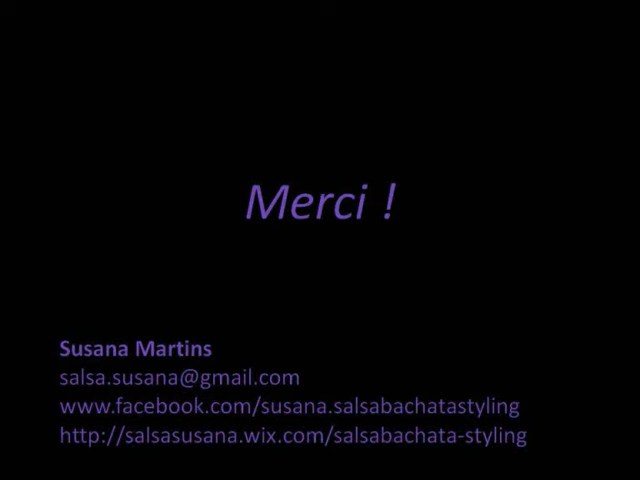 Merci !
Susana Martins
salsa.susana@gmail.com
www.facebook.com/susana.salsabachatastyling
http://salsasusana.wix.com/salsabachata-styling